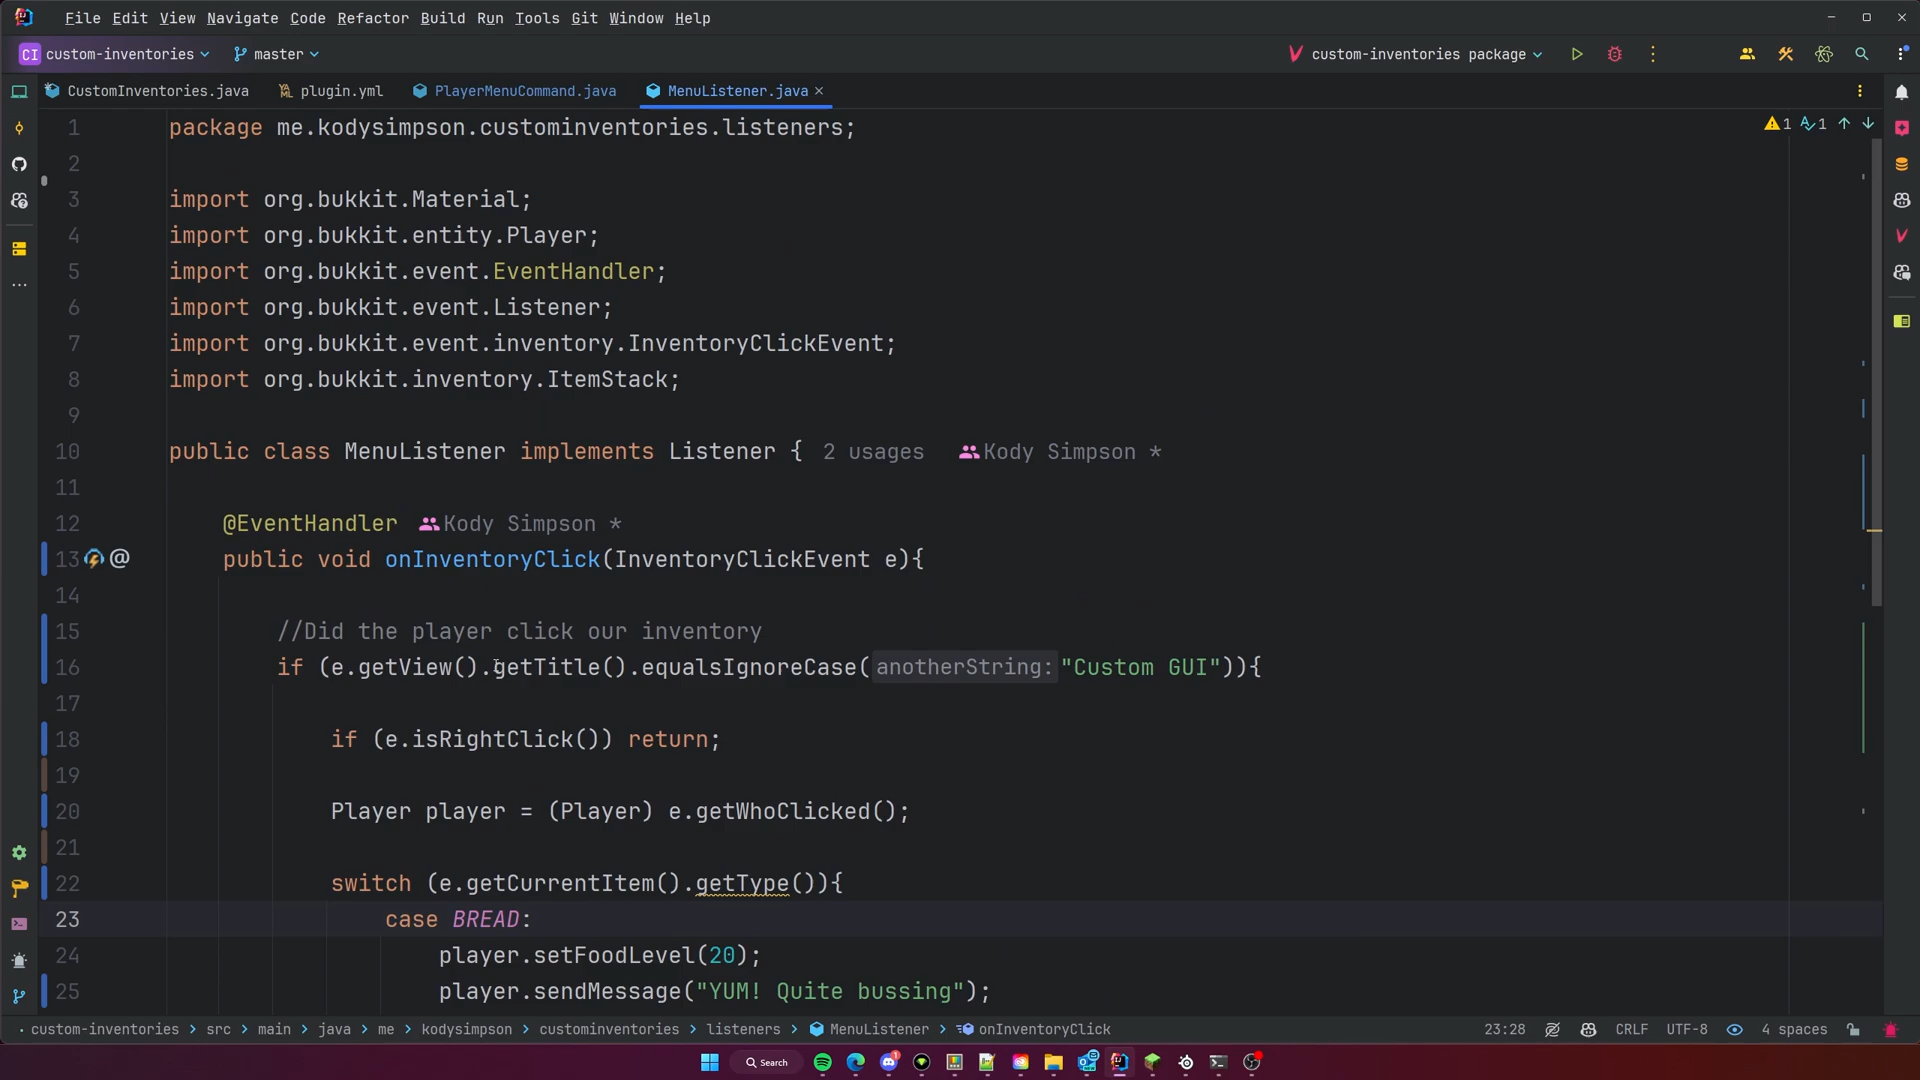 File Edit View Navigate Code Refactor Build Run Tools Git Window Help
CI custom-inventories master custom-inventories package
CustomInventories.java plugin.yml PlayerMenuCommand.java MenuListener.java
1 package me.kodysimpson.custominventories.listeners; 1 1
2
3 import org.bukkit.Material;
4 import org.bukkit.entity.Player;
5 import org.bukkit.event.EventHandler;
6 import org.bukkit.event.Listener;
7 import org.bukkit.event.inventory.InventoryClickEvent;
8 import org.bukkit.inventory.ItemStack;
9
10 public class MenuListener implements Listener { 2 usages Kody Simpson *
11
12 @EventHandler Kody Simpson *
13 @ public void onInventoryClick(InventoryClickEvent e){
14
15 //Did the player click our inventory
16 if (e.getView().getTitle().equalsIgnoreCase( anotherString: "Custom GUI")){
17
18 if (e.isRightClick()) return;
19
20 Player player = (Player) e.getWhoClicked();
21
22 switch (e.getCurrentItem().getType()){
23 case BREAD:
24 player.setFoodLevel(20);
25 player.sendMessage("YUM! Quite bussing");
custom-inventories > src > main > java > me > kodysimpson > custominventories > listeners > MenuListener > onInventoryClick 23:28 CRLF UTF-8 4 spaces
Search